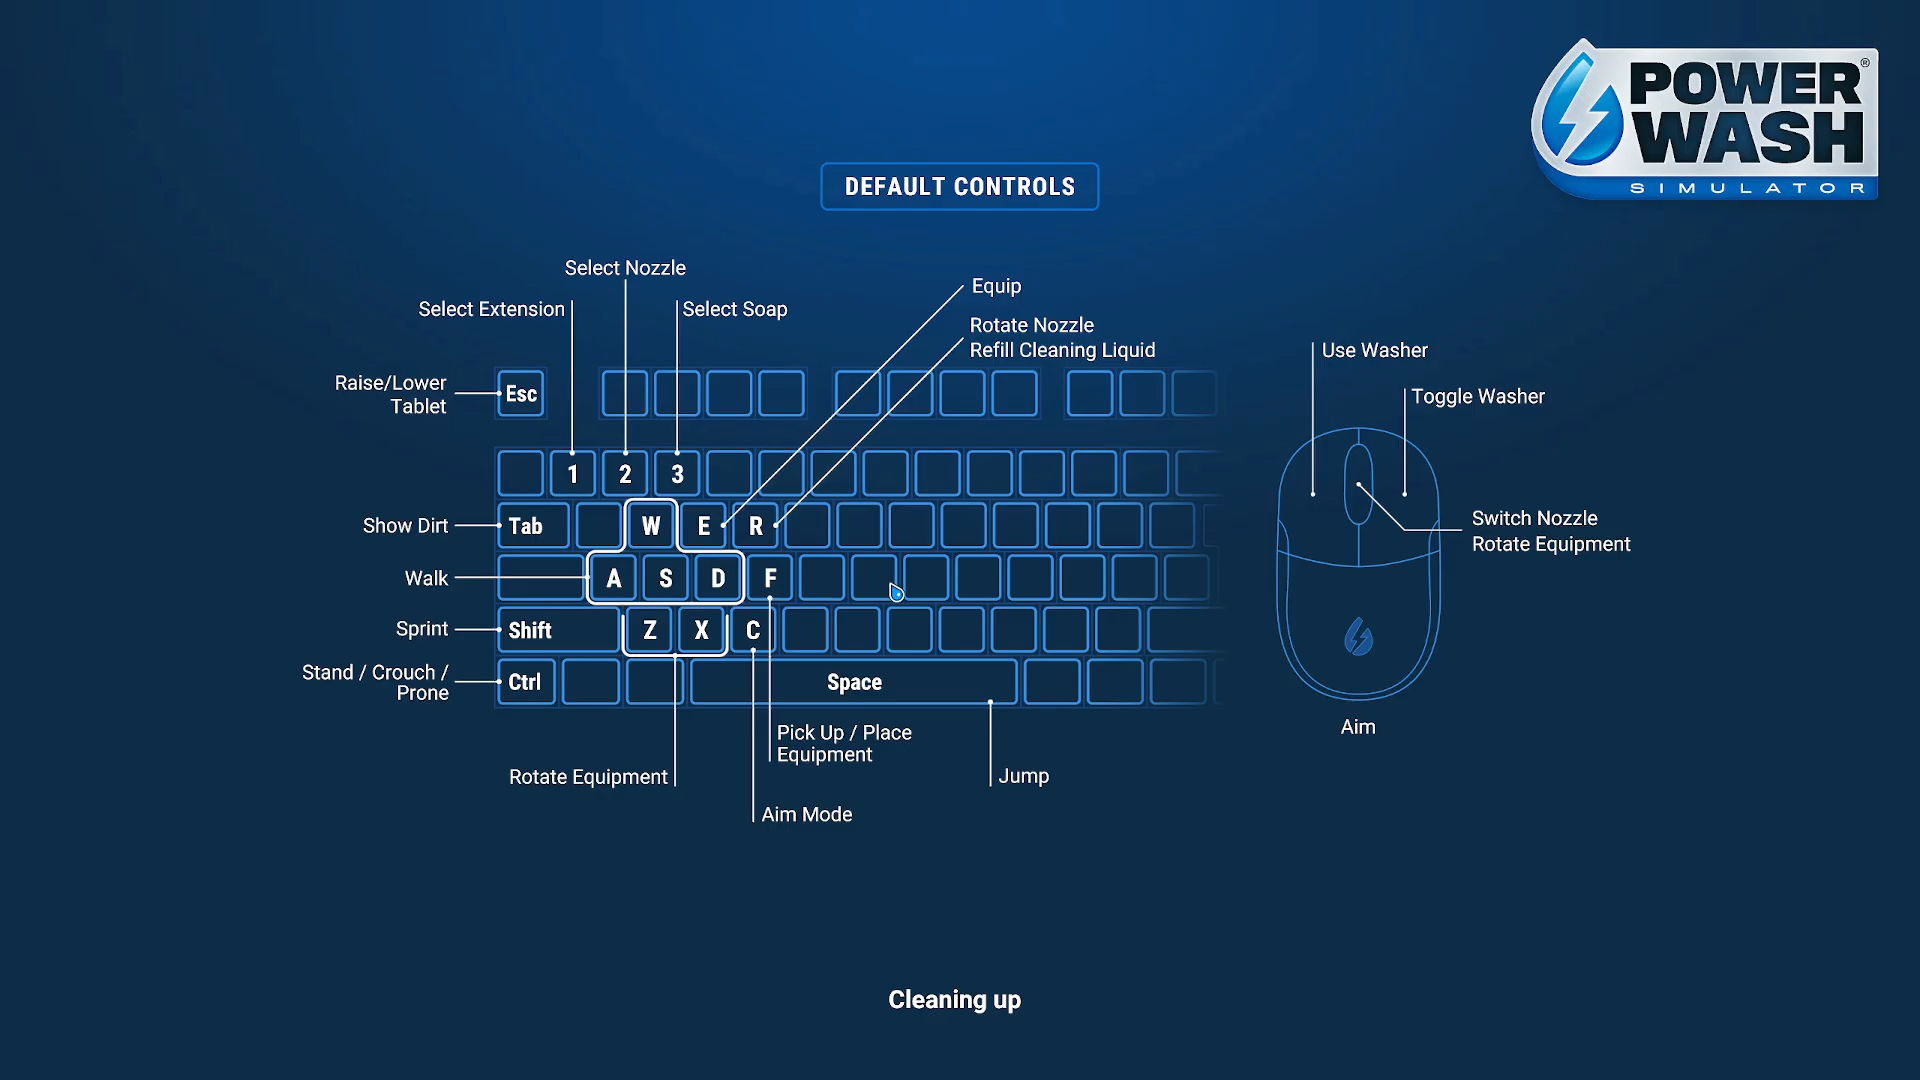 POWER®
WASH
SIMULATOR
DEFAULT CONTROLS
Select Nozzle
Select Extension
Select Soap
Equip
Rotate Nozzle
Refill Cleaning Liquid
Raise/Lower
Tablet
Esc
1 2 3
Show Dirt
Tab W E R
Walk
A S D F
Sprint
Shift Z X C
Stand / Crouch /
Prone
Ctrl Space
Pick Up / Place
Equipment
Rotate Equipment
Jump
Aim Mode
Use Washer
Toggle Washer
Switch Nozzle
Rotate Equipment
Aim
Cleaning up